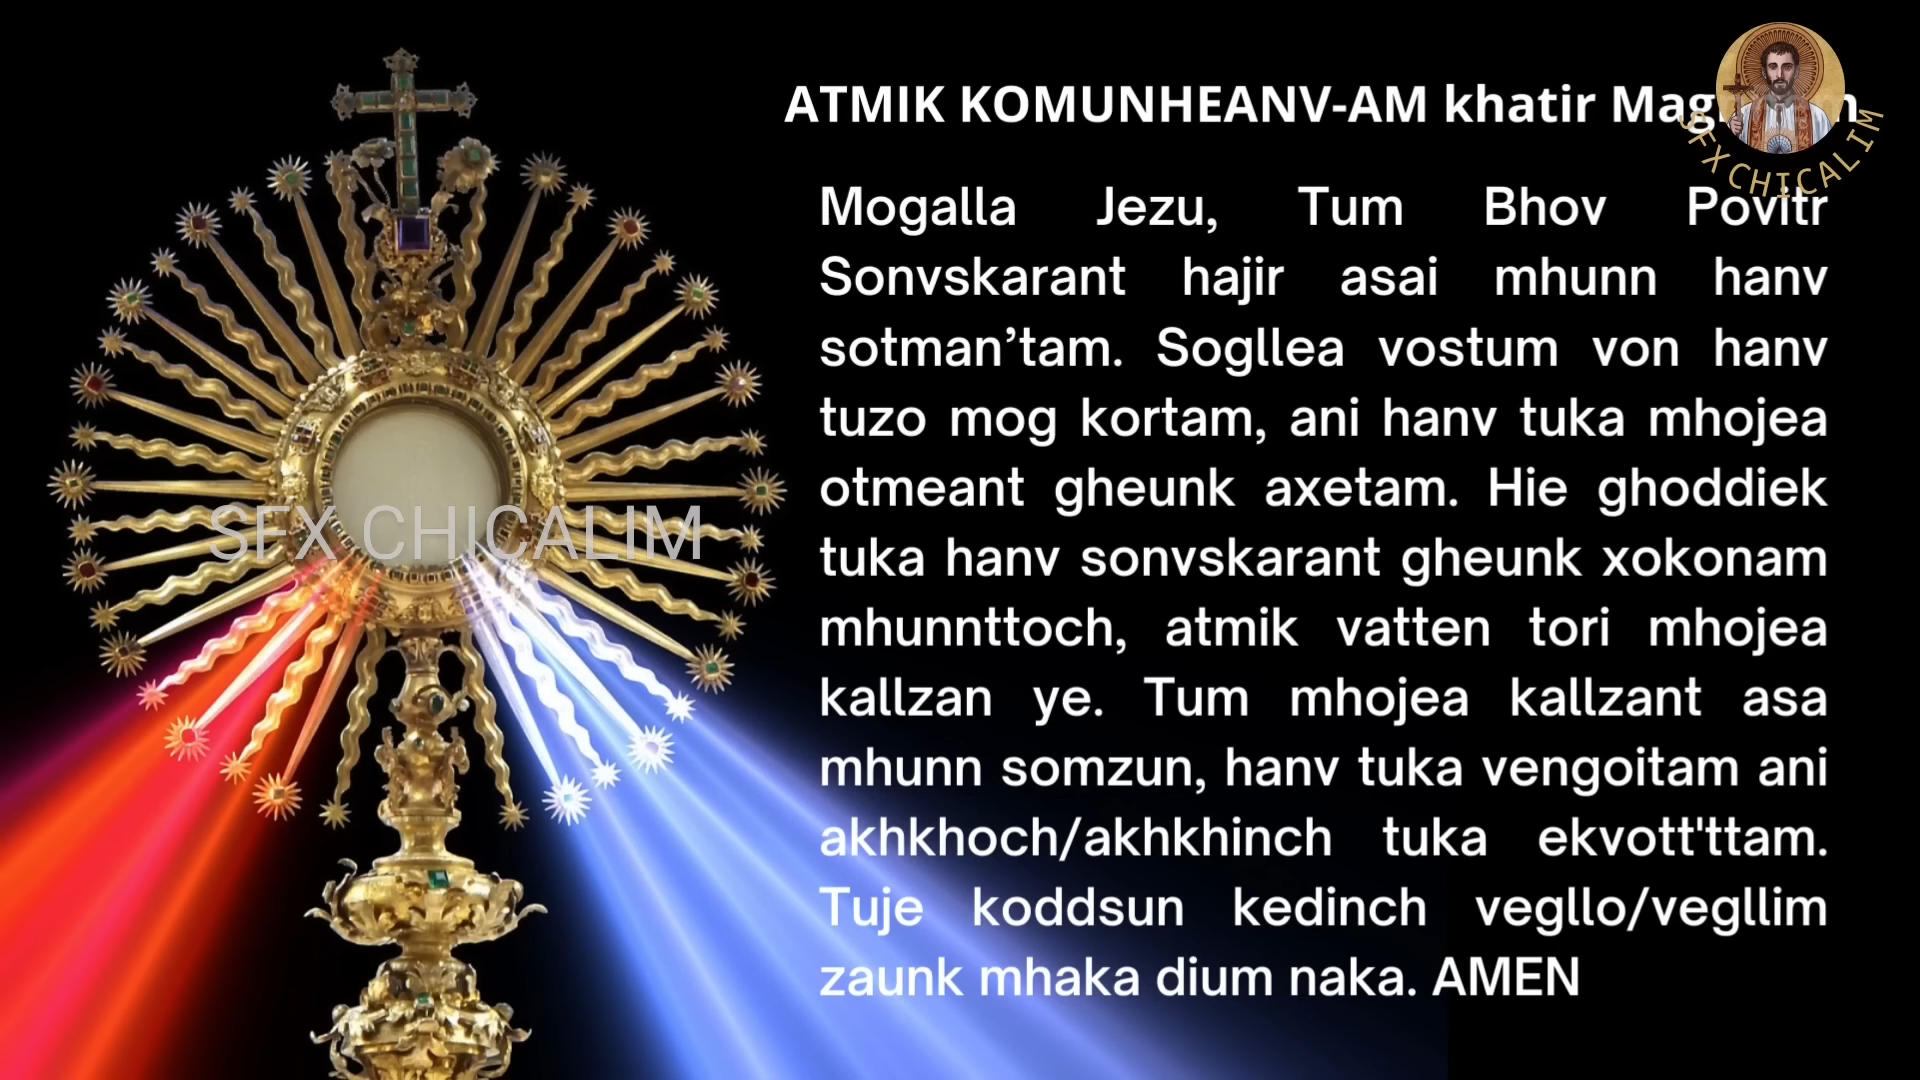 ATMIK KOMUNHEANV-AM khatir
SFX CHICALIM
Mogalla Jezu, Tum Bhov Povitr
Sonvskarant hajir asai mhunn hanv
sotman’tam. Sogllea vostum von hanv
tuzo mog kortam, ani hanv tuka mhojea
otmeant gheunk axetam. Hie ghoddiek
tuka hanv sonvskarant gheunk xokonam
mhunnttoch, atmik vatten tori mhojea
kallzan ye. Tum mhojea kallzant asa
mhunn somzun, hanv tuka vengoitam ani
akhkhoch/akhkhinch tuka ekvott'ttam.
Tuje koddsun kedinch vegllo/vegllim
zaunk mhaka dium naka. AMEN
SFX CHICALIM